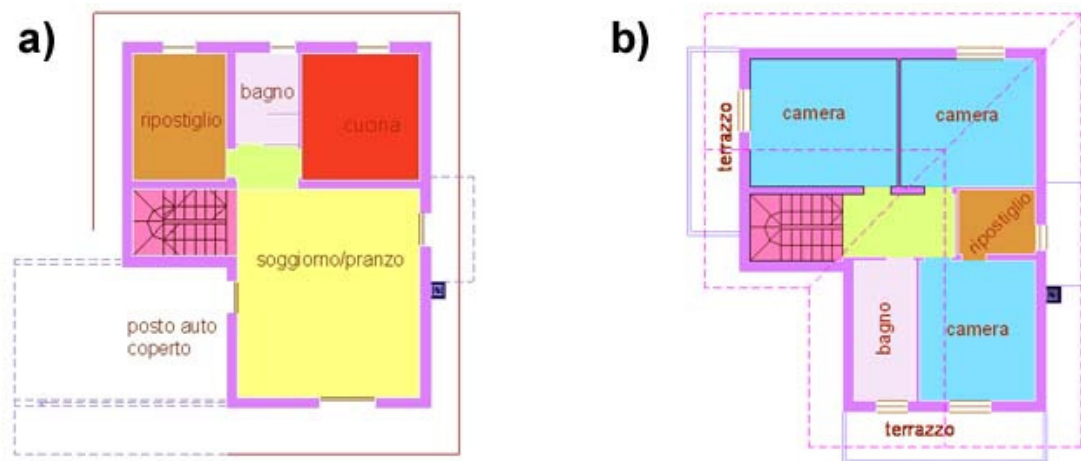 a)
ripostiglio
bagno
cucina
soggiorno/pranzo
posto auto
coperto
b)
terrazzo
camera
camera
ripostiglio
bagno
camera
terrazzo